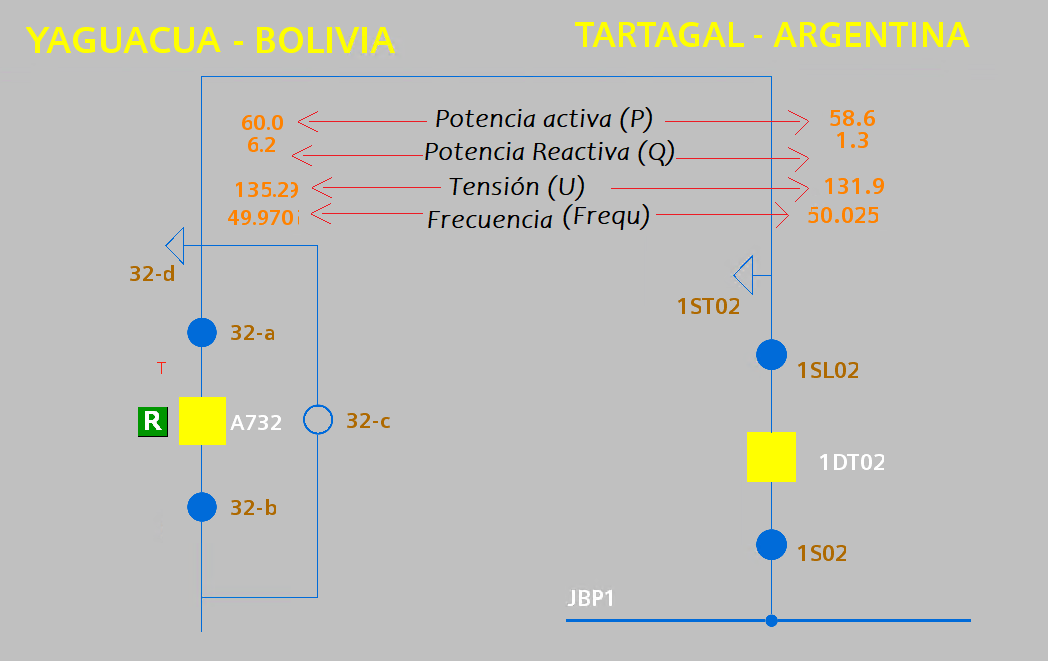 YAGUACUA - BOLIVIA
TARTAGAL - ARGENTINA
60.0 Potencia activa (P) 58.6
6.2 Potencia Reactiva (Q) 1.3
135.29 Tensión (U) 131.9
49.970 Frecuencia (Frequ) 50.025
32-d
1ST02
32-a
T
1SL02
R A732 32-c
1DT02
32-b
1S02
JBP1